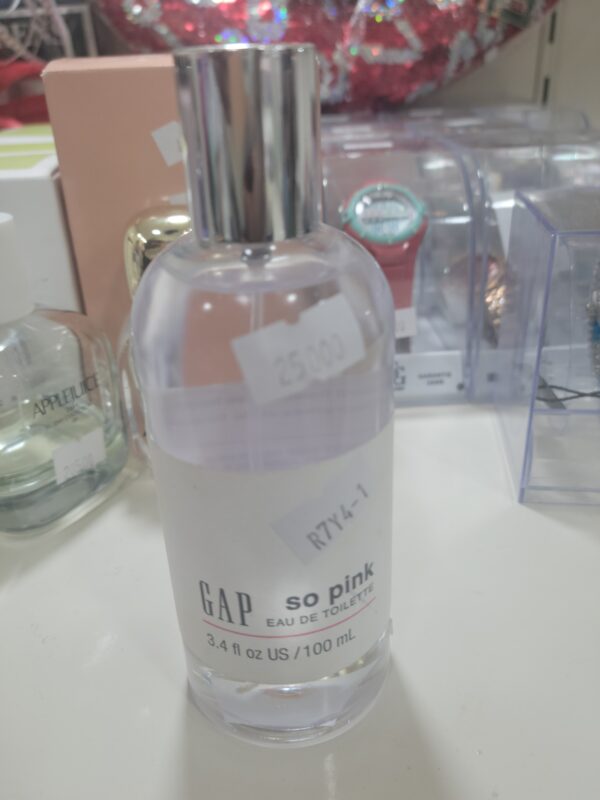 25000
R7Y4-1
GAP so pink
EAU DE TOILETTE
3.4 fl oz US / 100 mL
APPLEJUICE